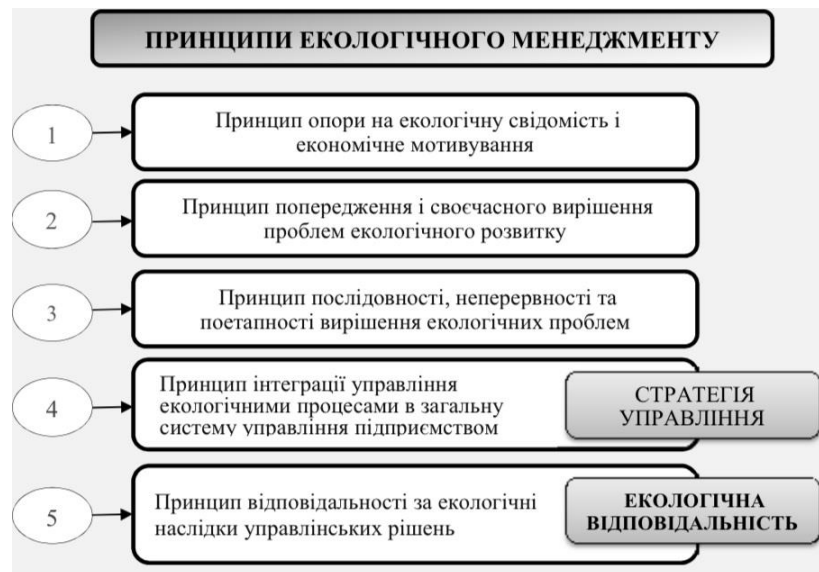 ПРИНЦИПИ ЕКОЛОГІЧНОГО МЕНЕДЖМЕНТУ
1
Принцип опори на екологічну свідомість і
економічне мотивування
2
Принцип попередження і своєчасного вирішення
проблем екологічного розвитку
3
Принцип послідовності, неперервності та
поетапності вирішення екологічних проблем
4
Принцип інтеграції управління
екологічними процесами в загальну
систему управління підприємством
СТРАТЕГІЯ
УПРАВЛІННЯ
5
Принцип відповідальності за екологічні
наслідки управлінських рішень
ЕКОЛОГІЧНА
ВІДПОВІДАЛЬНІСТЬ